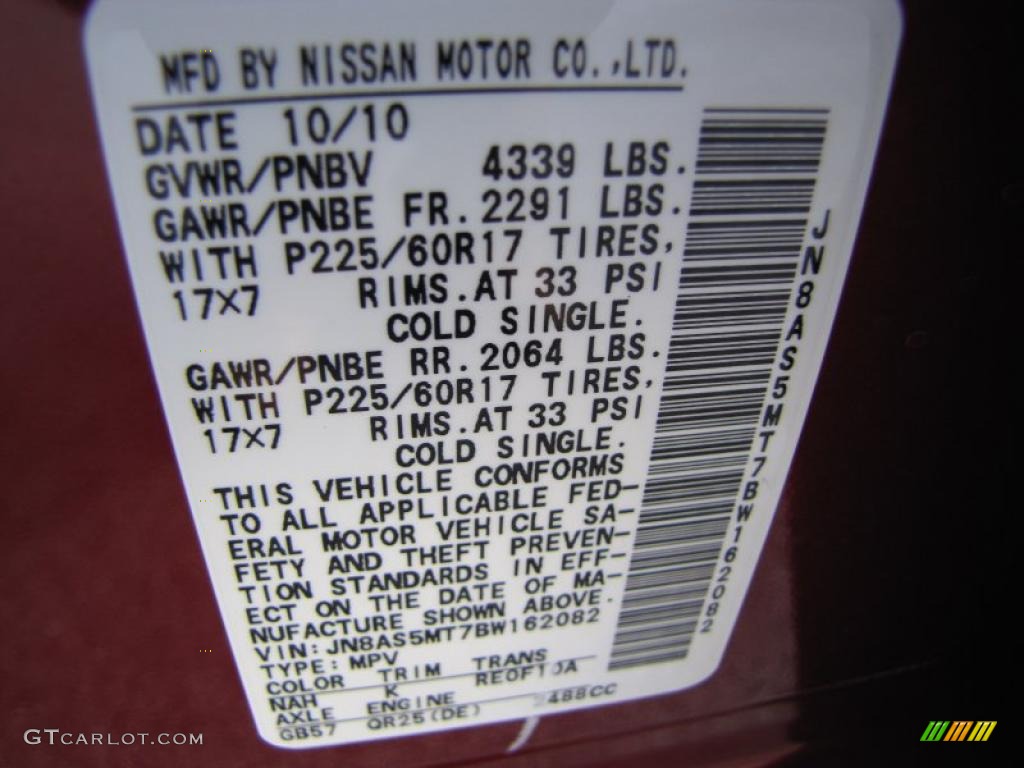 MFD BY NISSAN MOTOR CO.,LTD.
DATE 10/10
GVWR/PNBV 4339 LBS.
GAWR/PNBE FR. 2291 LBS.
WITH P225/60R17 TIRES,
17X7 RIMS. AT 33 PSI
COLD SINGLE.
GAWR/PNBE RR. 2064 LBS.
WITH P225/60R17 TIRES,
17X7 RIMS. AT 33 PSI
COLD SINGLE.
THIS VEHICLE CONFORMS
TO ALL APPLICABLE FED-
ERAL MOTOR VEHICLE SA-
FETY AND THEFT PREVEN-
TION STANDARDS IN EFF-
ECT ON THE DATE OF MA-
NUFACTURE SHOWN ABOVE.
VIN: JN8AS5MT7BW162082
TYPE: MPV
COLOR TRIM TRANS
NAH K RE0F10A
AXLE ENGINE
GB57 QR25(DE) 2488CC
JN8AS5MT7BW162082
GTCARLOT.COM